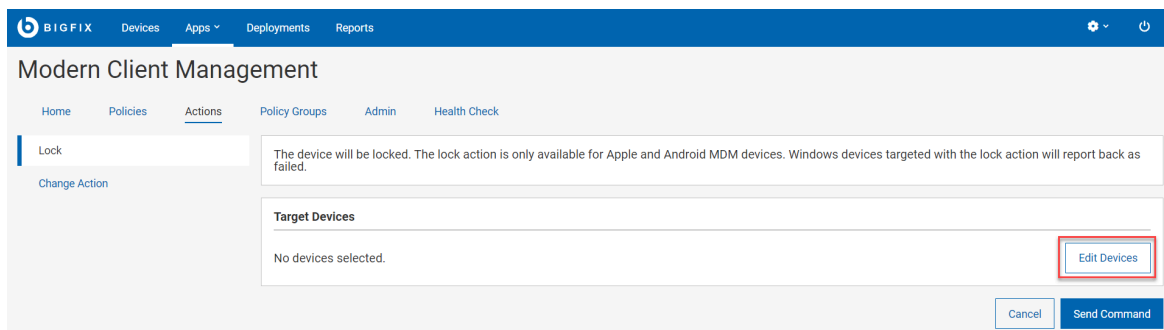 BIGFIX Devices Apps Deployments Reports
Modern Client Management
Home Policies Actions Policy Groups Admin Health Check
Lock
Change Action
The device will be locked. The lock action is only available for Apple and Android MDM devices. Windows devices targeted with the lock action will report back as
failed.
Target Devices
No devices selected.
Edit Devices
Cancel Send Command